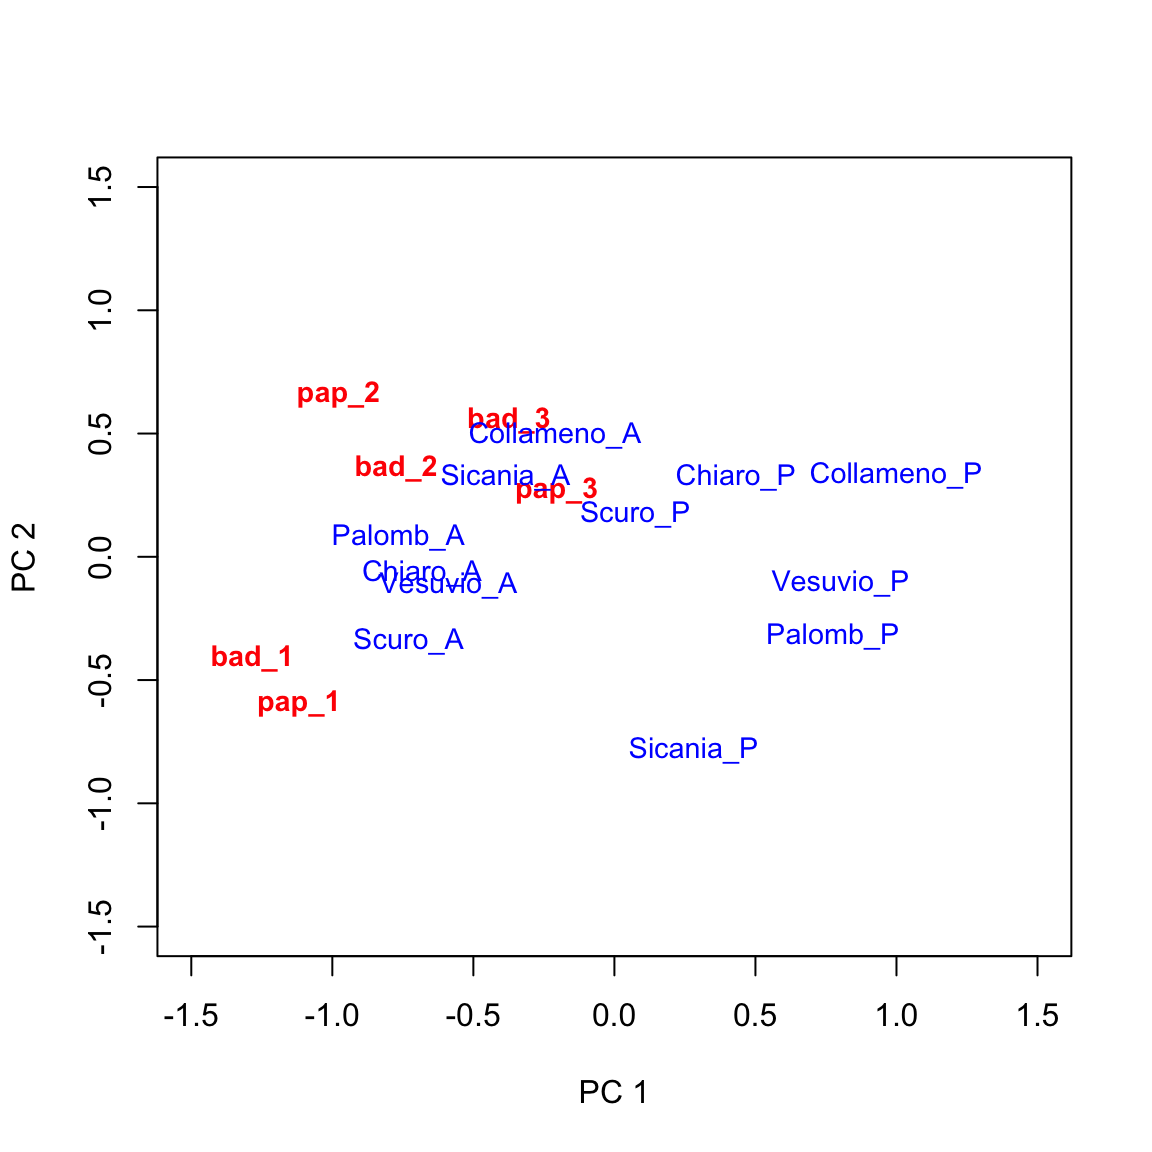 1.5
1.0
0.5
0.0
-0.5
-1.0
-1.5
PC 2
pap_2
bad_3
Collameno_A
bad_2
Sicania_A
pap_3
Chiaro_P
Collameno_P
Scuro_P
Palomb_A
Chiaro_A
Vesuvio_A
Vesuvio_P
Scuro_A
Palomb_P
bad_1
pap_1
Sicania_P
-1.5 -1.0 -0.5 0.0 0.5 1.0 1.5
PC 1